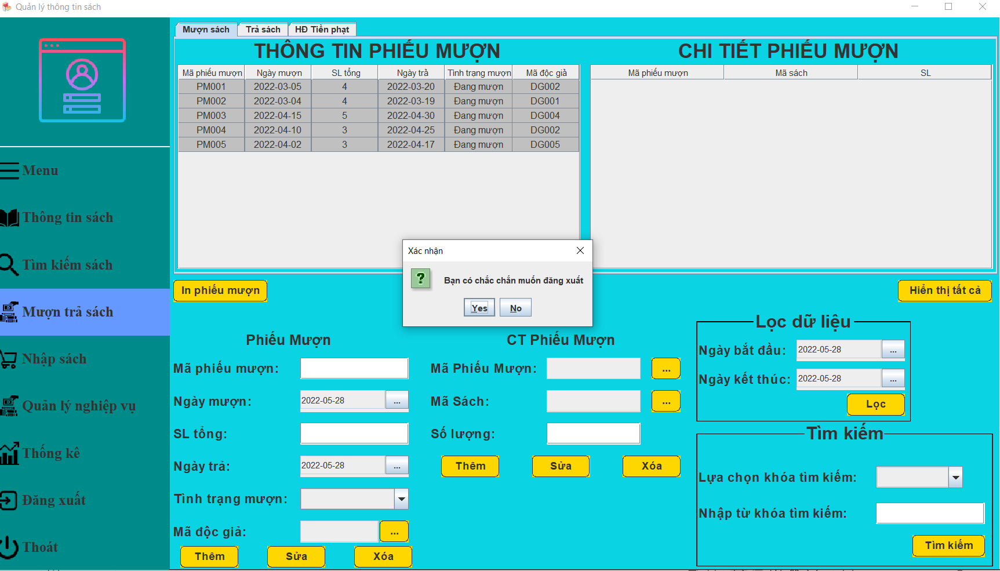 Quản lý thông tin sách
Mượn sách Trả sách HĐ Tiền phạt
THÔNG TIN PHIẾU MƯỢN
Mã phiếu mượn Ngày mượn SL tổng Ngày trả Tình trạng mượn Mã độc giả
PM001 2022-03-05 4 2022-03-20 Đang mượn DG002
PM002 2022-03-04 4 2022-03-19 Đang mượn DG001
PM003 2022-04-15 5 2022-04-30 Đang mượn DG004
PM004 2022-04-10 3 2022-04-25 Đang mượn DG002
PM005 2022-04-02 3 2022-04-17 Đang mượn DG005
CHI TIẾT PHIẾU MƯỢN
Mã phiếu mượn Mã sách SL
Menu
Thông tin sách
Tìm kiếm sách
Mượn trả sách
Nhập sách
Quản lý nghiệp vụ
Thống kê
Đăng xuất
Thoát
Xác nhận
? Bạn có chắc chắn muốn đăng xuất
Yes No
In phiếu mượn
Hiển thị tất cả
Phiếu Mượn
Mã phiếu mượn:
Ngày mượn: 2022-05-28 ...
SL tổng:
Ngày trả: 2022-05-28 ...
Tình trạng mượn:
Mã độc giả: ...
Thêm Sửa Xóa
CT Phiếu Mượn
Mã Phiếu Mượn: ...
Mã Sách: ...
Số lượng:
Thêm Sửa Xóa
Lọc dữ liệu
Ngày bắt đầu: 2022-05-28 ...
Ngày kết thúc: 2022-05-28 ...
Lọc
Tìm kiếm
Lựa chọn khóa tìm kiếm:
Nhập từ khóa tìm kiếm:
Tìm kiếm